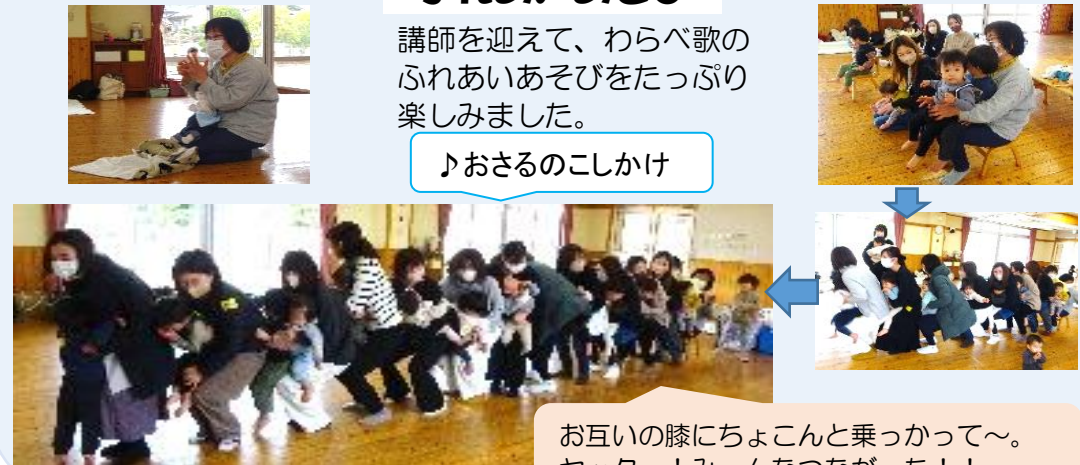 講師を迎えて、わらべ歌の
ふれあいあそびをたっぷり
楽しみました。
♪おさるのこしかけ
お互いの膝にちょこんと乗っかって～。